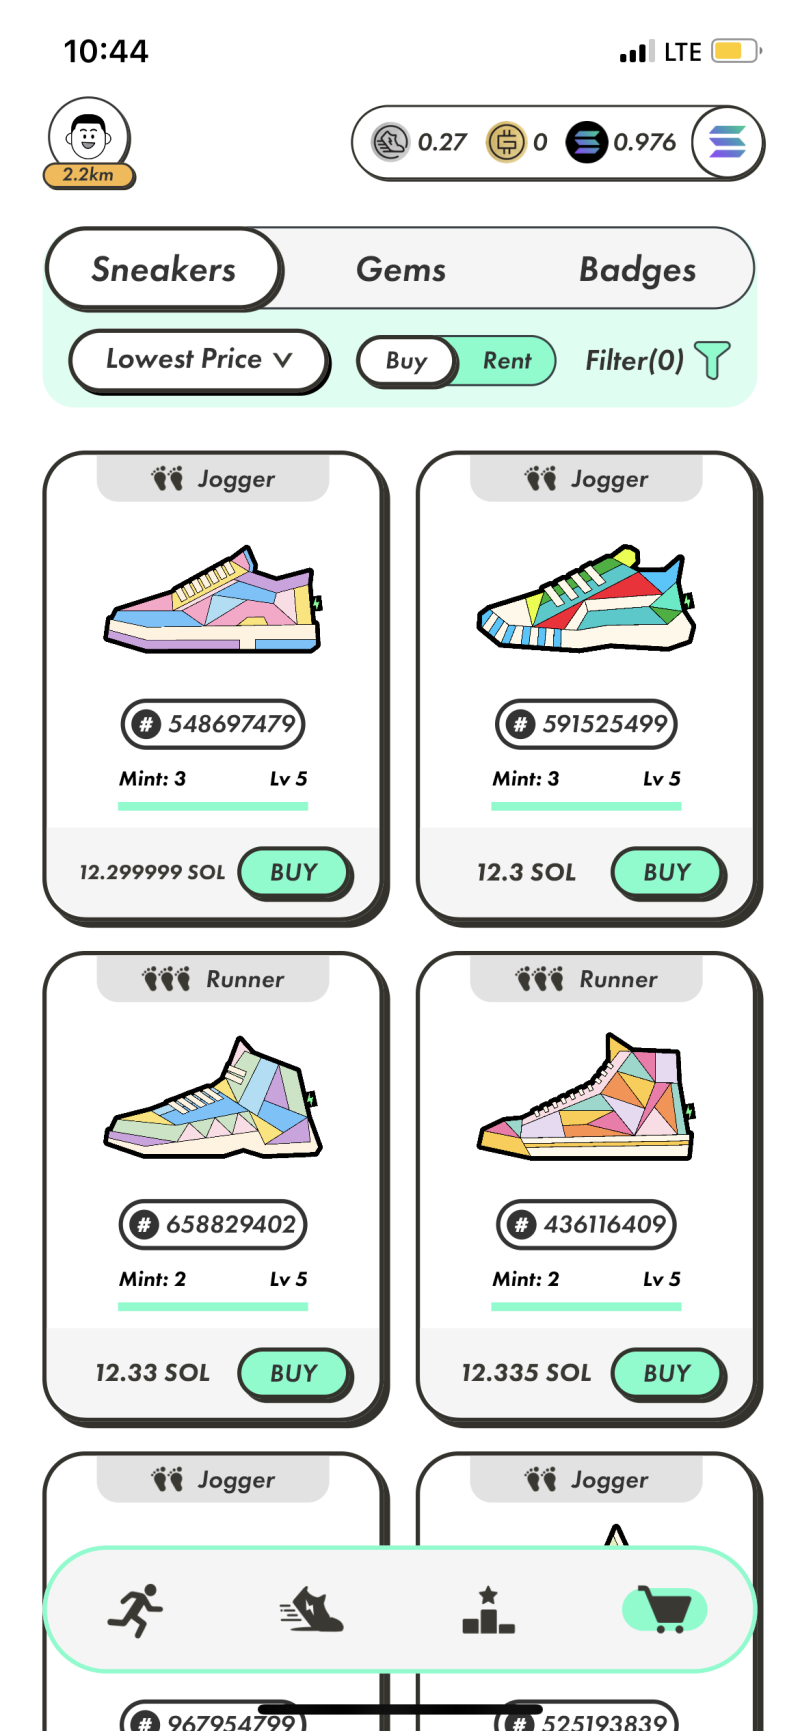 10:44 LTE
2.2km 0.27 0 0.976
Sneakers Gems Badges
Lowest Price Buy Rent Filter(0)
Jogger Jogger
# 548697479 # 591525499
Mint: 3 Lv 5 Mint: 3 Lv 5
12.299999 SOL BUY 12.3 SOL BUY
Runner Runner
# 658829402 # 436116409
Mint: 2 Lv 5 Mint: 2 Lv 5
12.33 SOL BUY 12.335 SOL BUY
Jogger Jogger
# 967954799 # 525193839